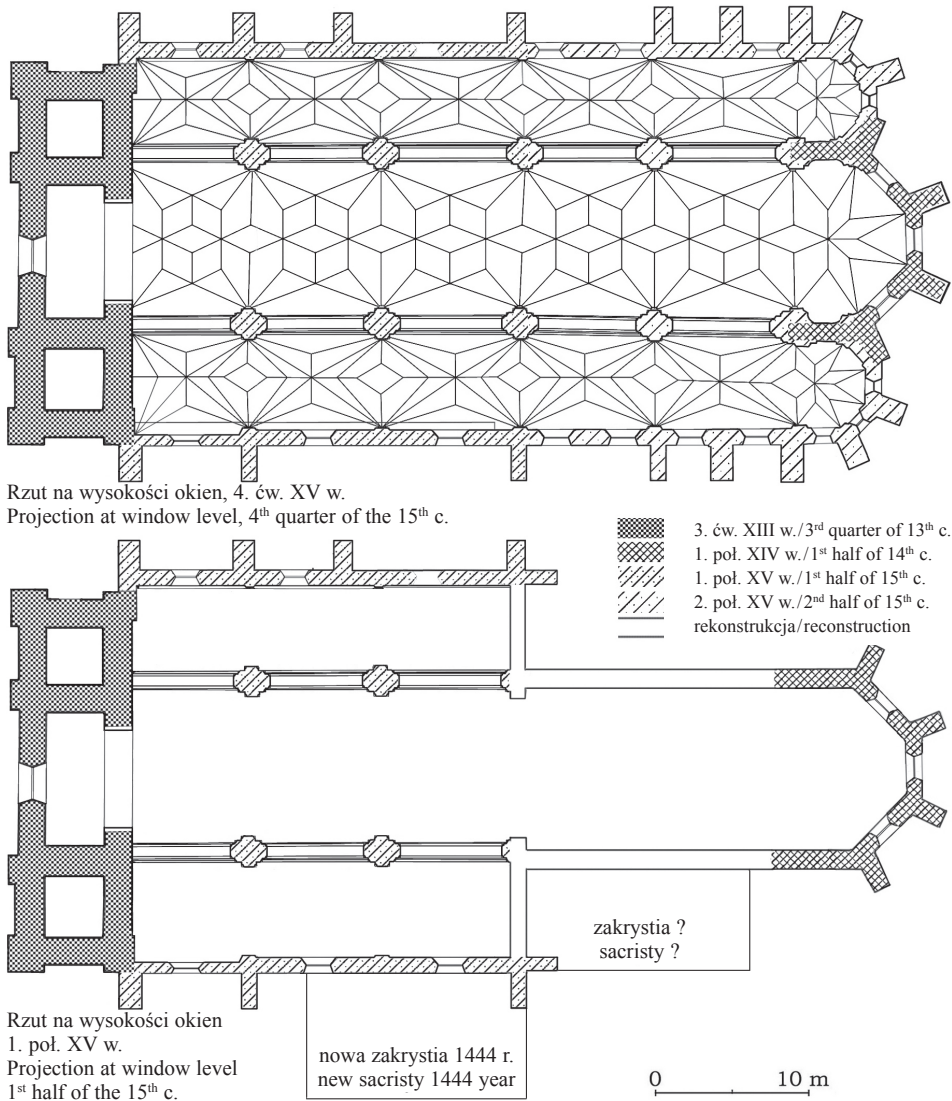 Rzut na wysokości okien, 4. ćw. XV w.
Projection at window level, 4th quarter of the 15th c.
3. ćw. XIII w./3rd quarter of 13th c.
1. poł. XIV w./1st half of 14th c.
1. poł. XV w./1st half of 15th c.
2. poł. XV w./2nd half of 15th c.
rekonstrukcja/reconstruction
zakrystia ?
sacristy ?
Rzut na wysokości okien
1. poł. XV w.
Projection at window level
1st half of the 15th c.
nowa zakrystia 1444 r.
new sacristy 1444 year
0 10 m